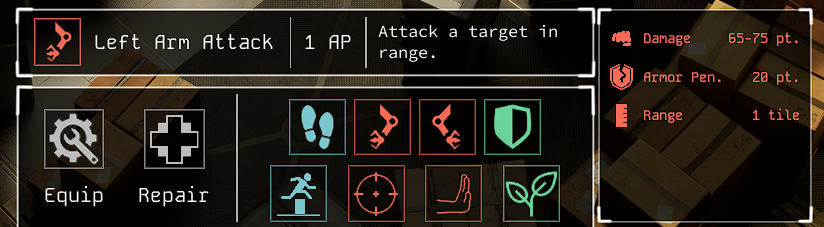 Left Arm Attack
1 AP
Attack a target in
range.
Damage 65-75 pt.
Armor Pen. 20 pt.
Range 1 tile
Equip
Repair